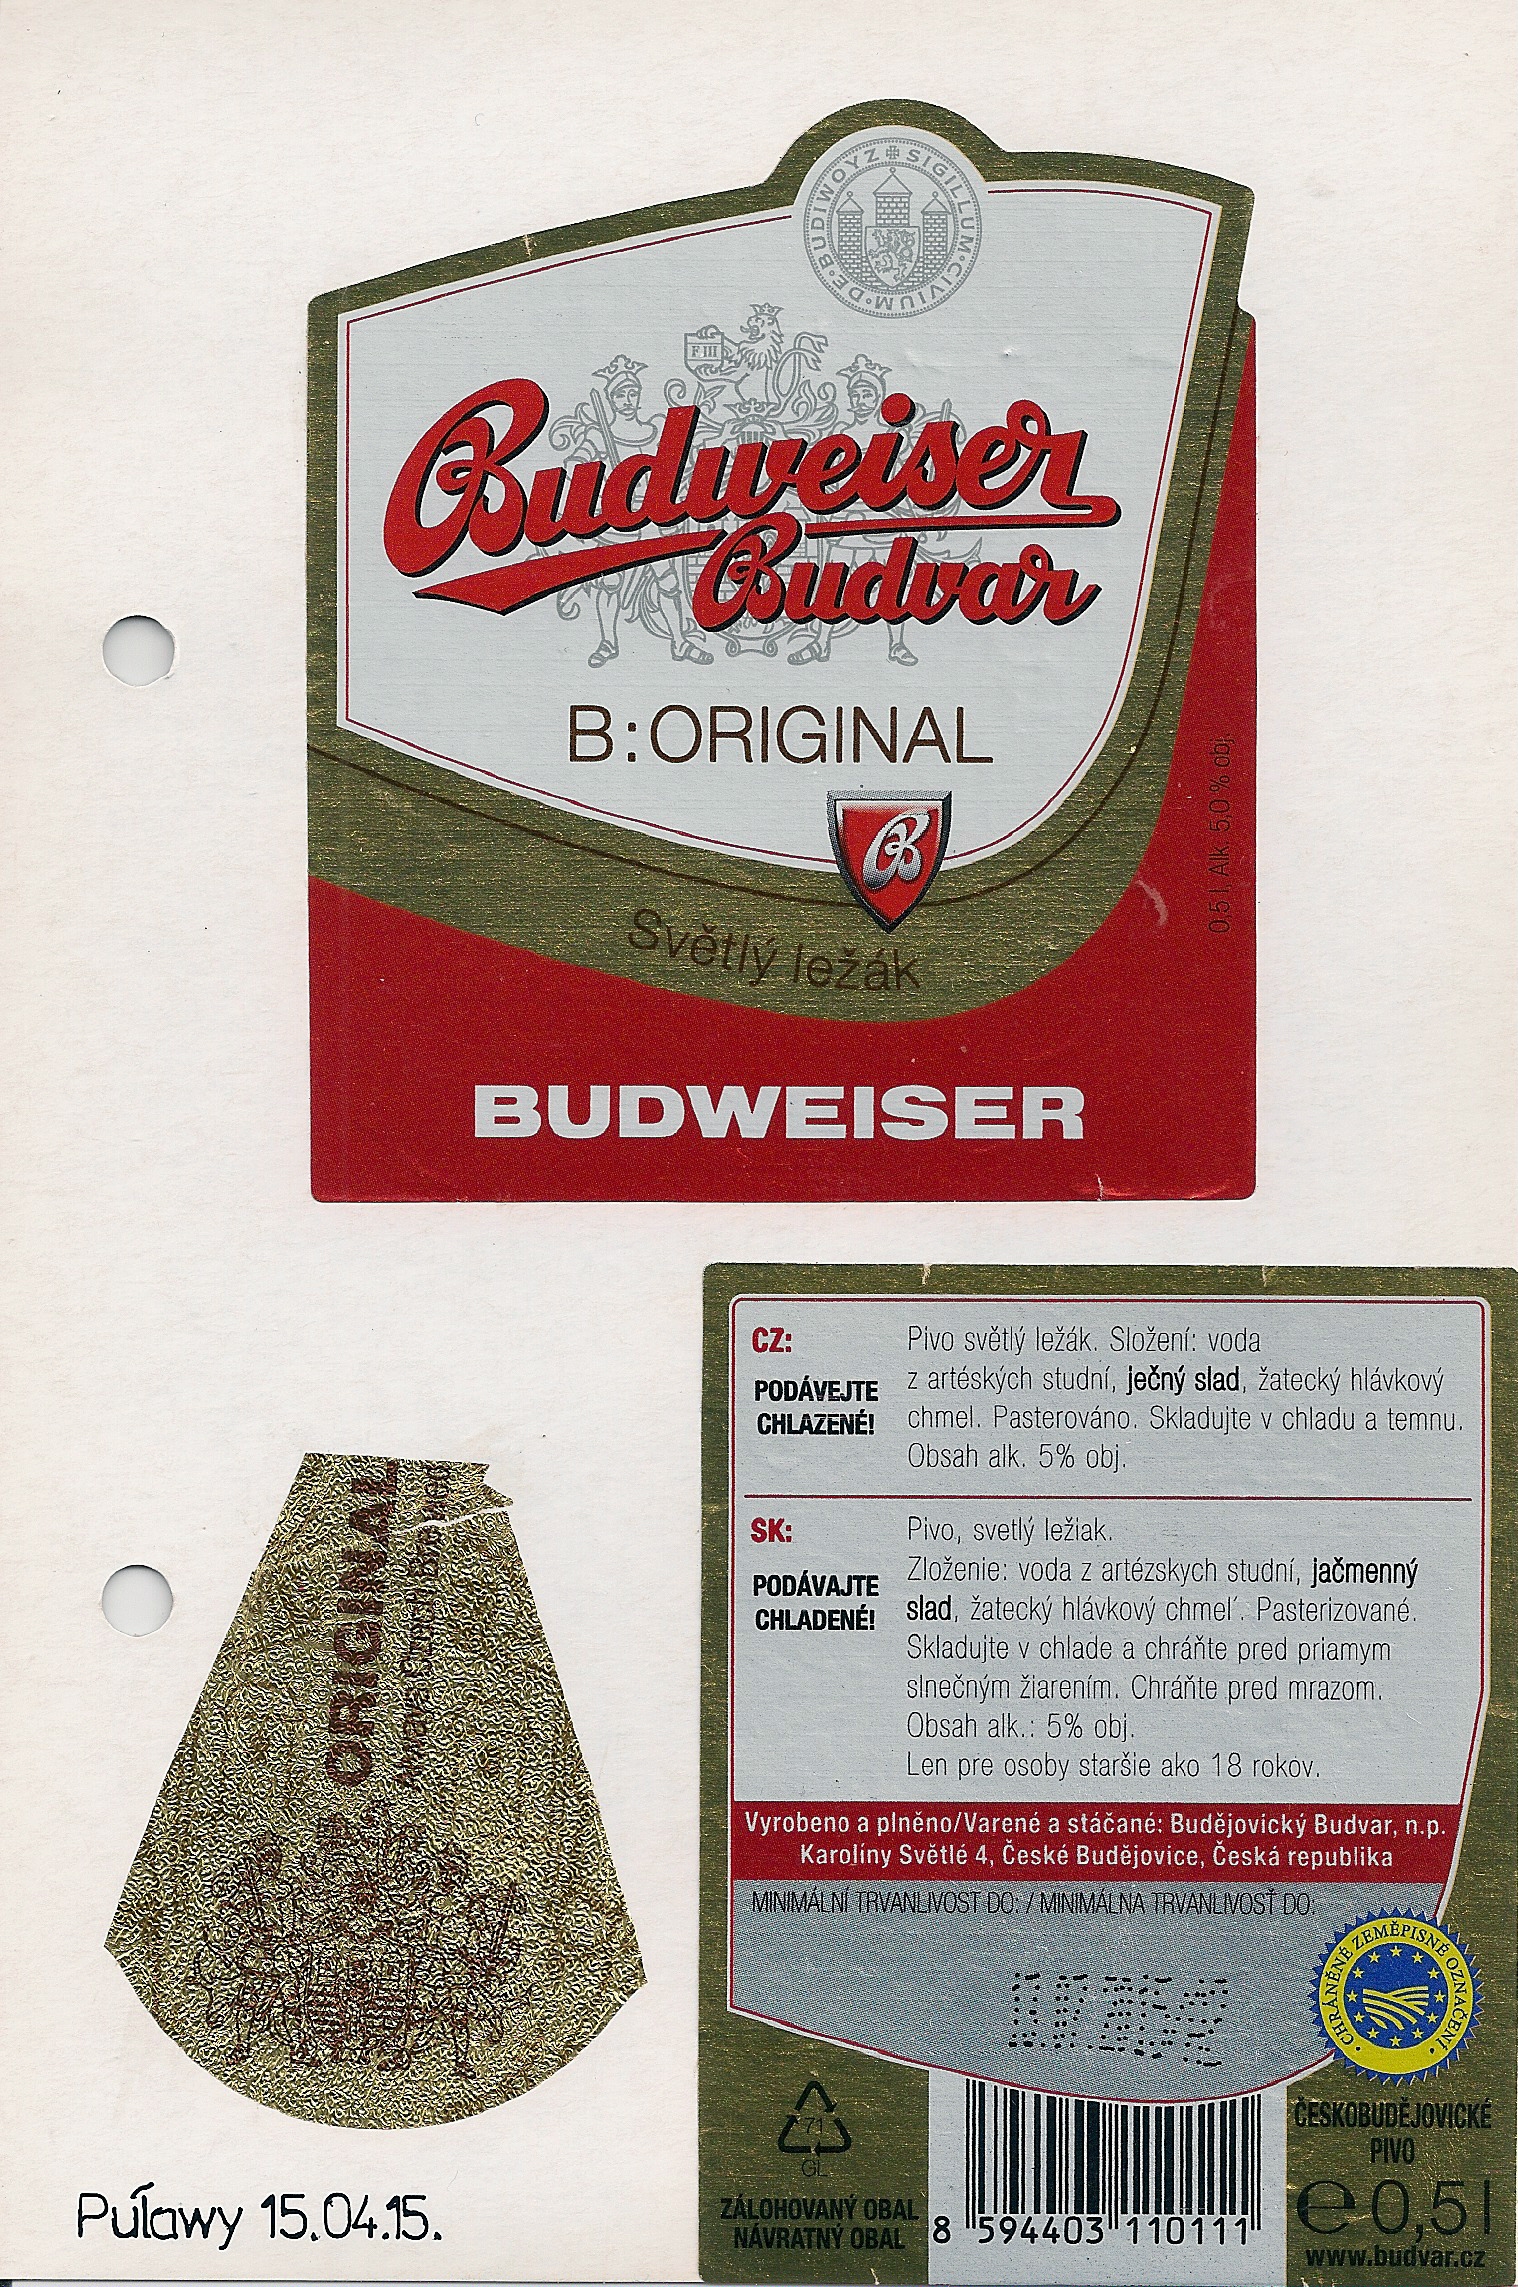 DE • BUDIWOYZ ✠ SIGILLUM • CIVIUM •
F III
Budweiser
Budvar
B:ORIGINAL
B
Světlý ležák
0,5 l, Alk. 5,0 % obj.
BUDWEISER
CZ:
PODÁVEJTE
CHLAZENÉ!
Pivo světlý ležák. Složení: voda
z artéských studní, ječný slad, žatecký hlávkový
chmel. Pasterováno. Skladujte v chladu a temnu.
Obsah alk. 5% obj.
SK:
PODÁVAJTE
CHLADENÉ!
Pivo, svetlý ležiak.
Zloženie: voda z artézskych studní, jačmenný
slad, žatecký hlávkový chmeľ. Pasterizované.
Skladujte v chlade a chráňte pred priamym
slnečným žiarením. Chráňte pred mrazom.
Obsah alk.: 5% obj.
Len pre osoby staršie ako 18 rokov.
Vyrobeno a plněno/Varené a stáčané: Budějovický Budvar, n.p.
Karolíny Světlé 4, České Budějovice, Česká republika
MINIMÁLNÍ TRVANLIVOST DO: / MINIMÁLNA TRVANLIVOSŤ DO:
• CHRÁNĚNÉ ZEMĚPISNÉ OZNAČENÍ •
ČESKOBUDĚJOVICKÉ
PIVO
71
GL
ZÁLOHOVANÝ OBAL
NÁVRATNÝ OBAL
8 594403 110111
e 0,5 l
www.budvar.cz
ORIGINAL
Puławy 15.04.15.